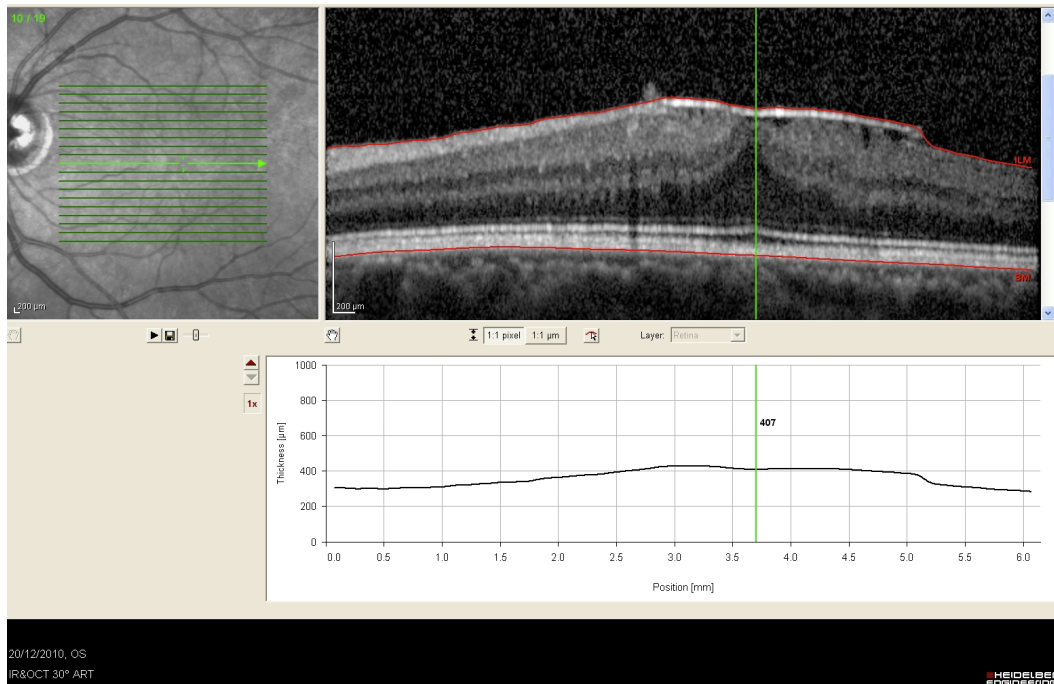 10 / 19
200 µm
200 µm
ILM
BM
1:1 pixel 1:1 µm Layer: Retina
1x
Thickness [µm]
1000
800
600
400
200
0
407
0.0 0.5 1.0 1.5 2.0 2.5 3.0 3.5 4.0 4.5 5.0 5.5 6.0
Position [mm]
20/12/2010, OS
IR&OCT 30° ART
HEIDELBE
ENGINEERING